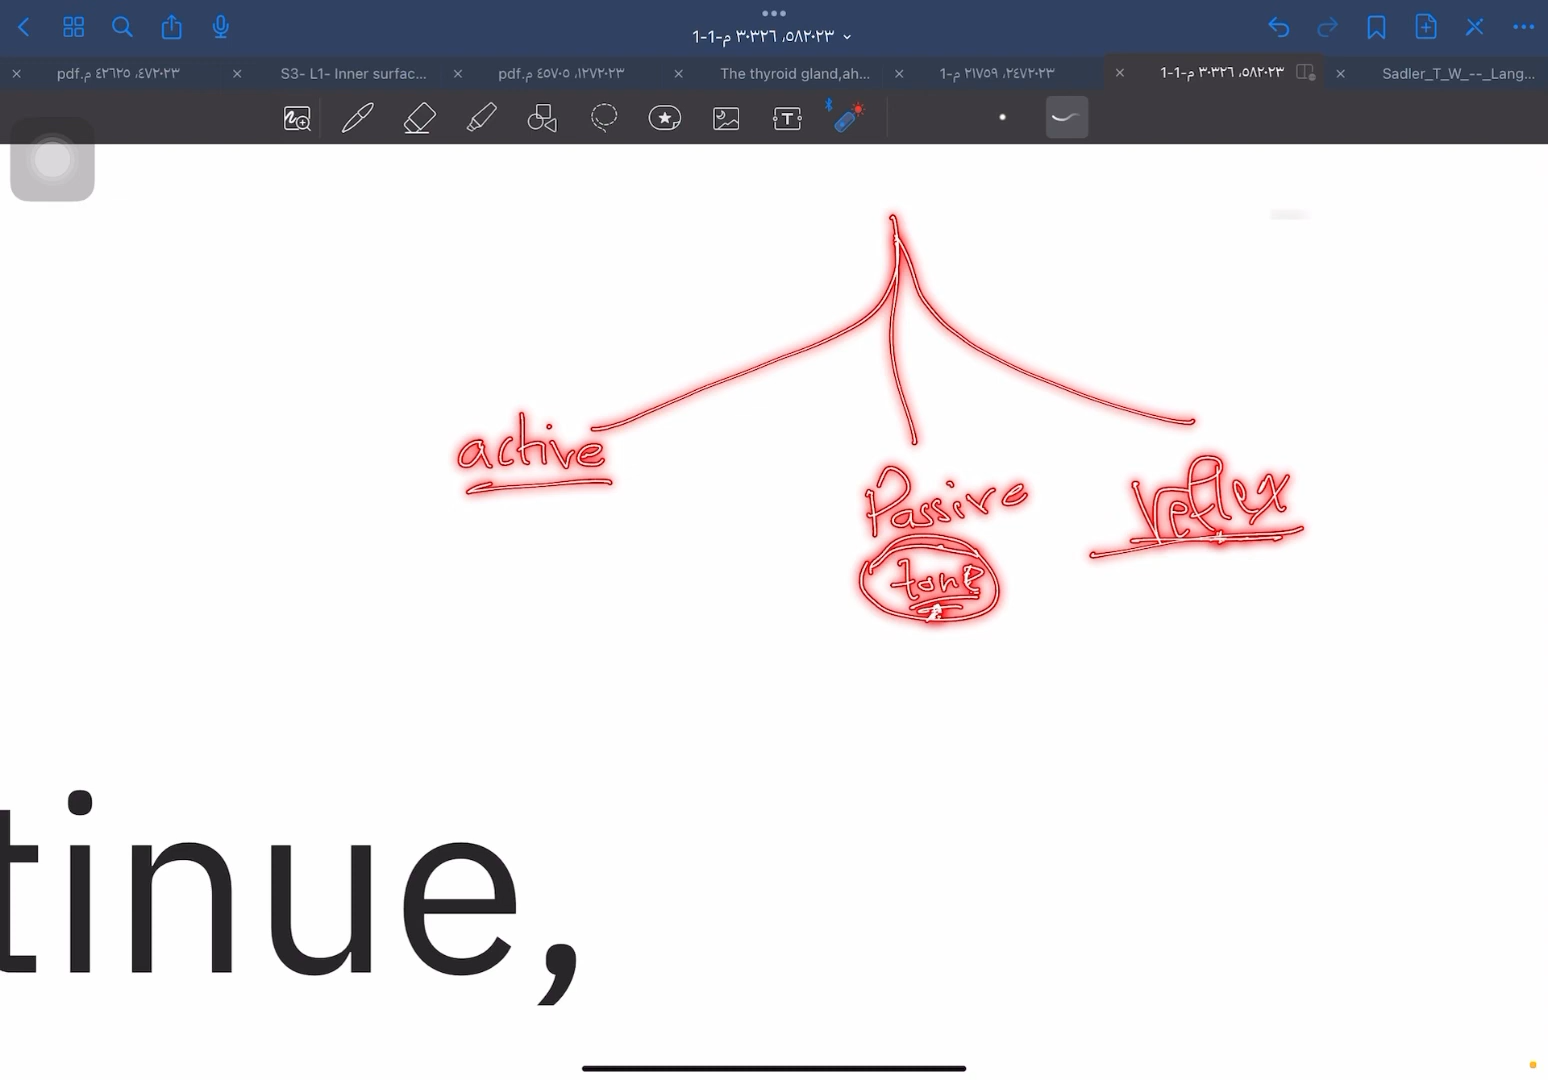 ٥٨٢٠٢٣، ٣٠٣٢٦ م-1-1
٤٧٢٠٢٣، ٤٢٦٢٥ م.pdf
S3- L1- Inner surfac...
١٢٧٢٠٢٣، ٤٥٧٠٥ م.pdf
The thyroid gland,ah...
٢٤٧٢٠٢٣، ٢١٧٥٩ م-1
٥٨٢٠٢٣، ٣٠٣٢٦ م-1-1
Sadler_T_W_--_Lang...
active
Passive
reflex
tone
tinue,